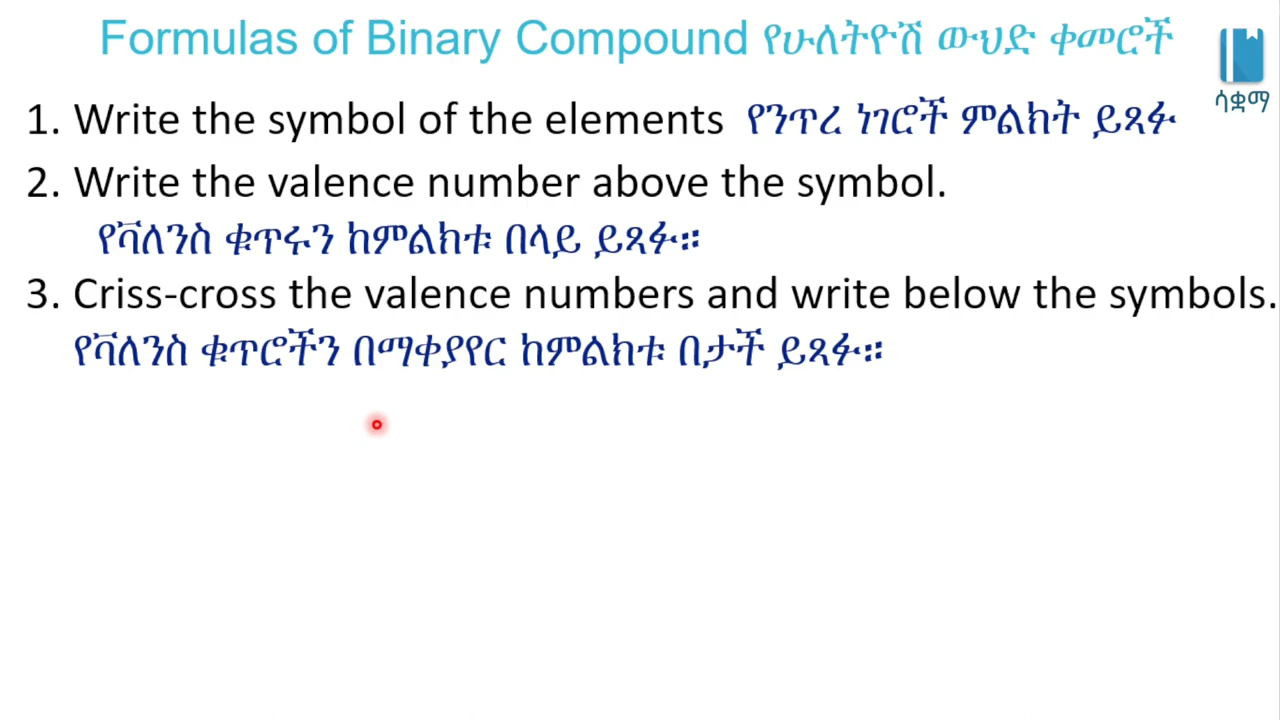 Formulas of Binary Compound የሁለትዮሽ ውህድ ቀመሮች
ሳቋማ
1. Write the symbol of the elements የንጥረ ነገሮች ምልክት ይጻፉ
2. Write the valence number above the symbol.
የቫለንስ ቁጥሩን ከምልክቱ በላይ ይጻፉ።
3. Criss-cross the valence numbers and write below the symbols.
የቫለንስ ቁጥሮችን በማቀያየር ከምልክቱ በታች ይጻፉ።